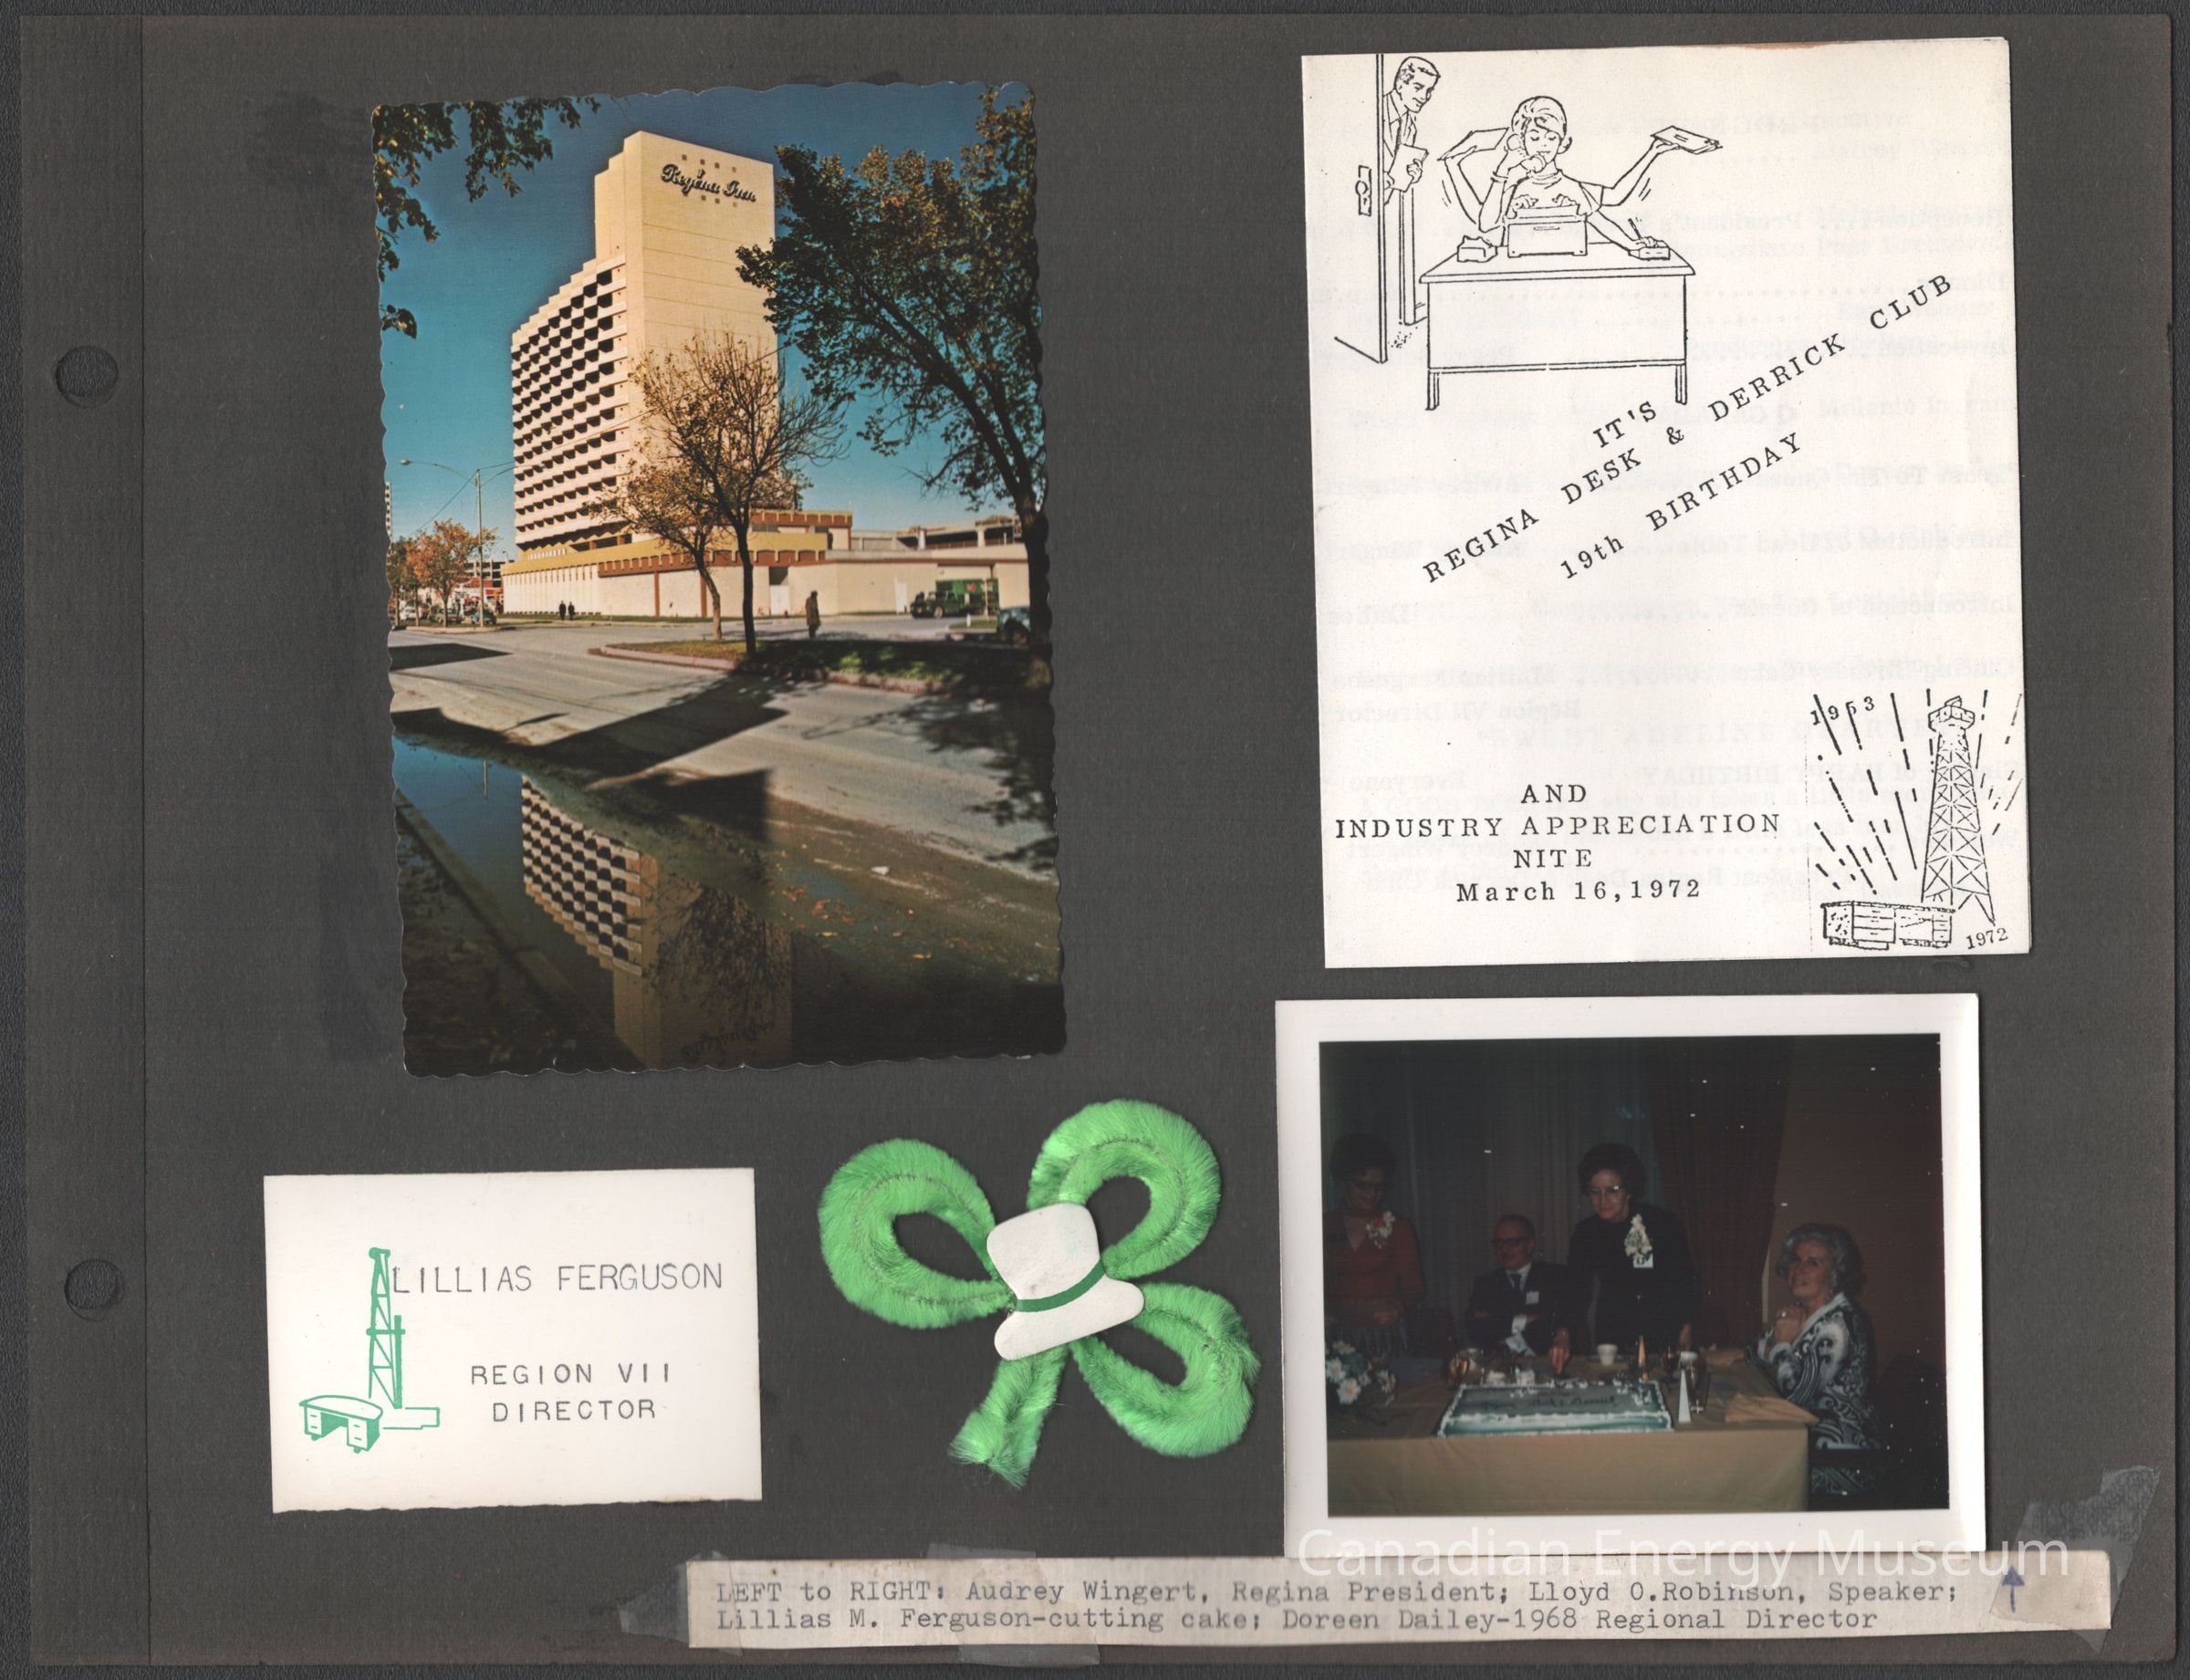 Regina Inn
IT'S
REGINA DESK & DERRICK CLUB
19th BIRTHDAY
1953
AND
INDUSTRY APPRECIATION
NITE
March 16,1972
1972
LILLIAS FERGUSON
REGION VII
DIRECTOR
Canadian Energy Museum
LEFT to RIGHT: Audrey Wingert, Regina President; Lloyd O.Robinson, Speaker;
Lillias M. Ferguson-cutting cake; Doreen Dailey-1968 Regional Director